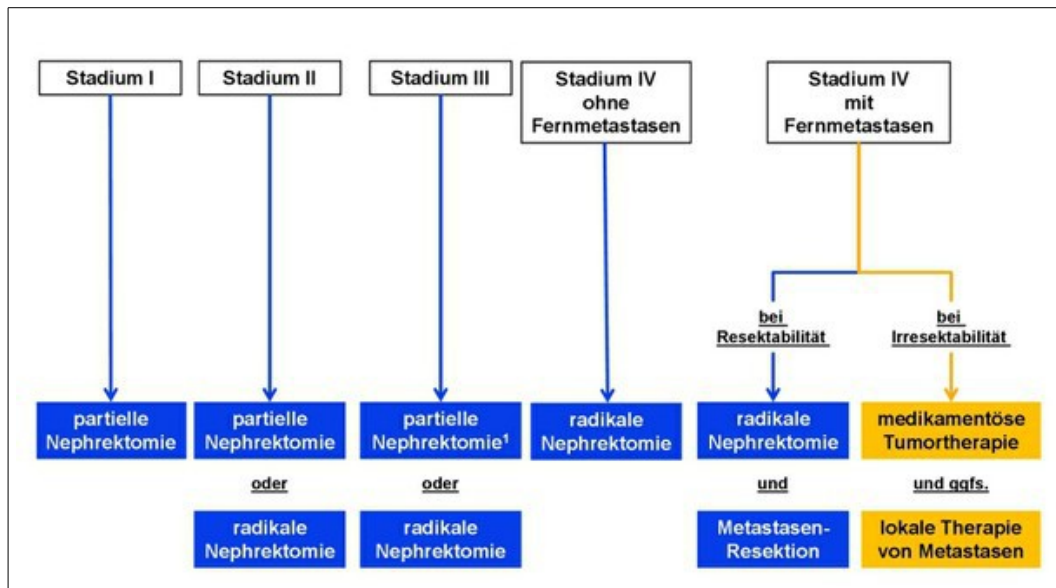 Stadium I
Stadium II
Stadium III
Stadium IV
ohne
Fernmetastasen
Stadium IV
mit
Fernmetastasen
bei
Resektabilität
bei
Irresektabilität
partielle
Nephrektomie
partielle
Nephrektomie
partielle
Nephrektomie¹
radikale
Nephrektomie
radikale
Nephrektomie
medikamentöse
Tumortherapie
oder
oder
und
und ggfs.
radikale
Nephrektomie
radikale
Nephrektomie
Metastasen-
Resektion
lokale Therapie
von Metastasen